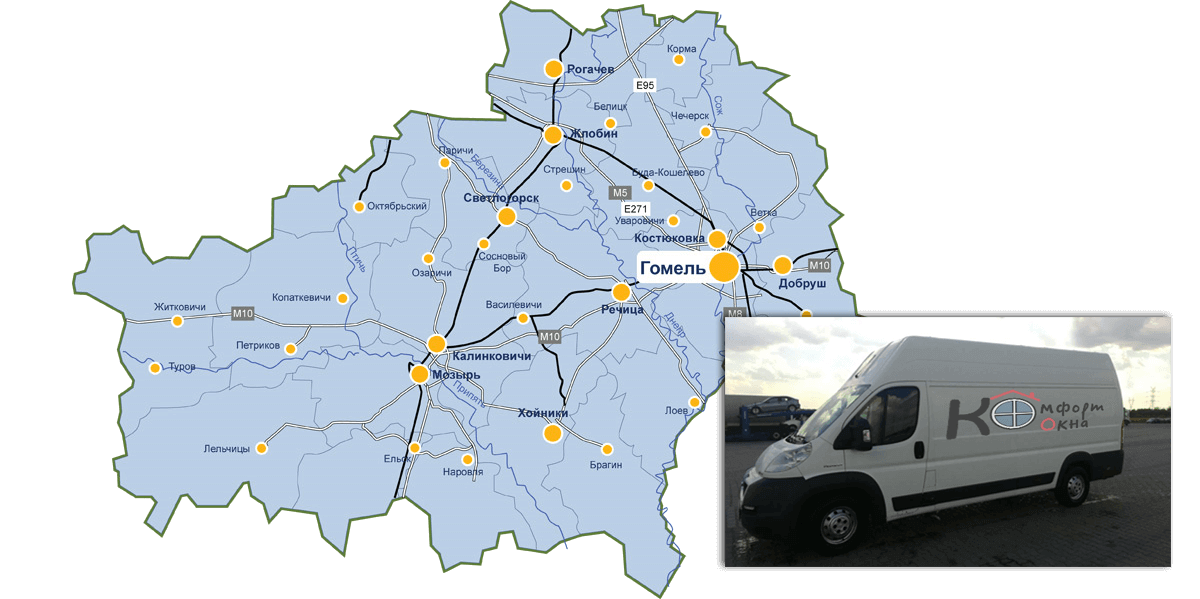 Корма
Рогачев
E95
Сож
Белицк
Чечерск
Жлобин
Паричи
Березина
Стрешин
Буда-Кошелево
M5
Светлогорск
E271
Октябрьский
Уваровичи
Ветка
Костюковка
Птичь
Сосновый
Бор
Озаричи
Гомель
M10
Добруш
Копаткевичи
Василевичи
Речица
Житковичи
M10
M8
Днепр
M10
Петриков
Калинковичи
Туров
Мозырь
Припять
Хойники
Лоев
Комфорт
Окна
Лельчицы
Ельск
Наровля
Брагин